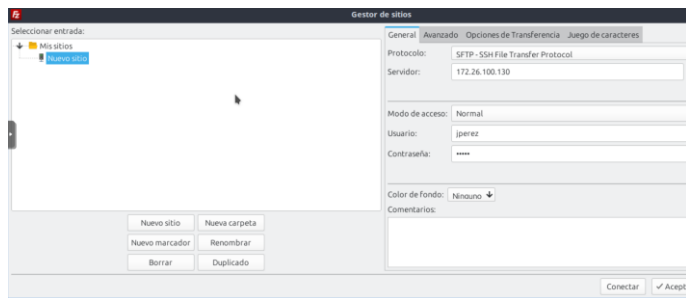 Fz
Gestor de sitios
Seleccionar entrada:
Mis sitios
Nuevo sitio
Nuevo sitio
Nueva carpeta
Nuevo marcador
Renombrar
Borrar
Duplicado
General Avanzado Opciones de Transferencia Juego de caracteres
Protocolo: SFTP - SSH File Transfer Protocol
Servidor: 172.26.100.130
Modo de acceso: Normal
Usuario: jperez
Contraseña: •••••
Color de fondo: Ninguno
Comentarios:
Conectar
Acept